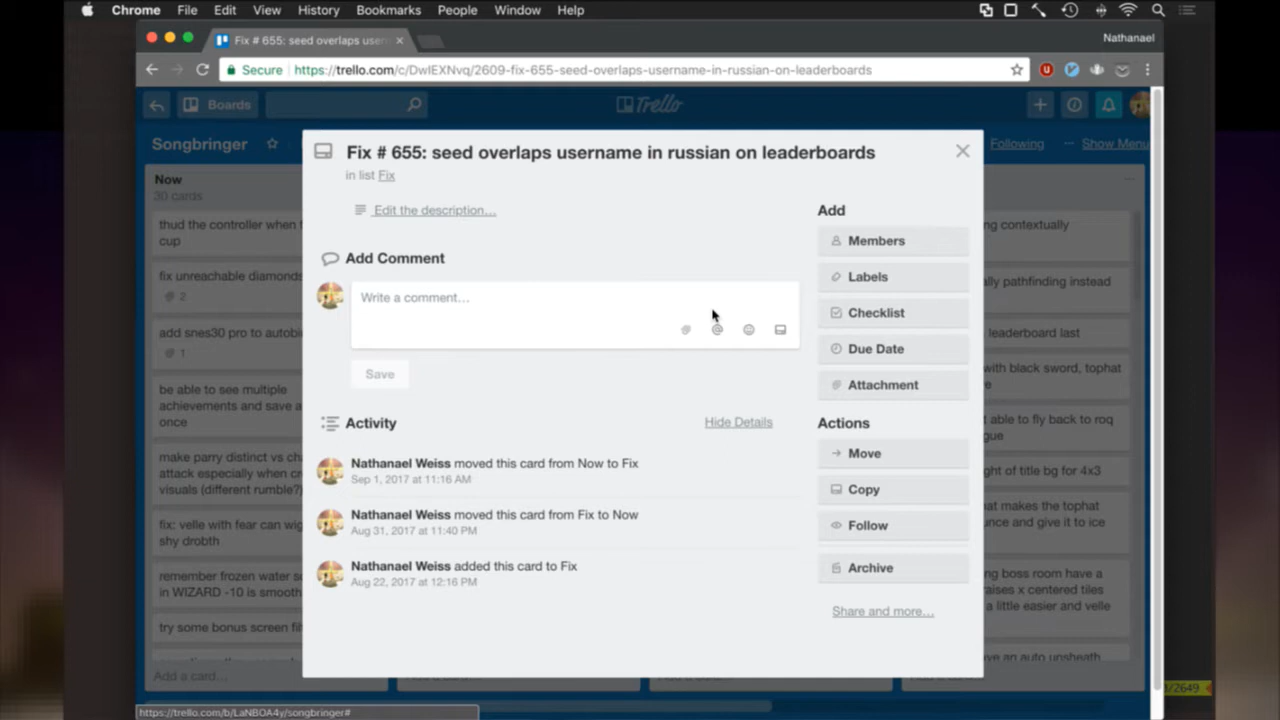 Chrome File Edit View History Bookmarks People Window Help
Fix # 655: seed overlaps usern
Nathanael
Secure https://trello.com/c/DwIEXNvq/2609-fix-655-seed-overlaps-username-in-russian-on-leaderboards
Boards
Trello
Songbringer
Following
Show Menu
Now
30 cards
thud the controller when
cup
fix unreachable diamonds
2
add snes30 pro to autobi
1
be able to see multiple
achievements and save a
once
make parry distinct vs ch
attack especially when cr
visuals (different rumble?)
fix: velle with fear can wig
shy drobth
remember frozen water s
in WIZARD -10 is smooth
try some bonus screen fil
Add a card...
Fix # 655: seed overlaps username in russian on leaderboards
in list Fix
Edit the description...
Add Comment
Write a comment...
Save
Activity
Hide Details
Nathanael Weiss moved this card from Now to Fix
Sep 1, 2017 at 11:16 AM
Nathanael Weiss moved this card from Fix to Now
Aug 31, 2017 at 11:40 PM
Nathanael Weiss added this card to Fix
Aug 22, 2017 at 12:16 PM
Add
Members
Labels
Checklist
Due Date
Attachment
Actions
Move
Copy
Follow
Archive
Share and more...
ng contextually
ally pathfinding instead
leaderboard last
with black sword, tophat
able to fly back to roq
gue
ght of title bg for 4x3
at makes the tophat
unce and give it to ice
ng boss room have a
raises x centered tiles
a little easier and velle
ve an auto unsheath
/2649
https://trello.com/b/LaNBOA4y/songbringer#